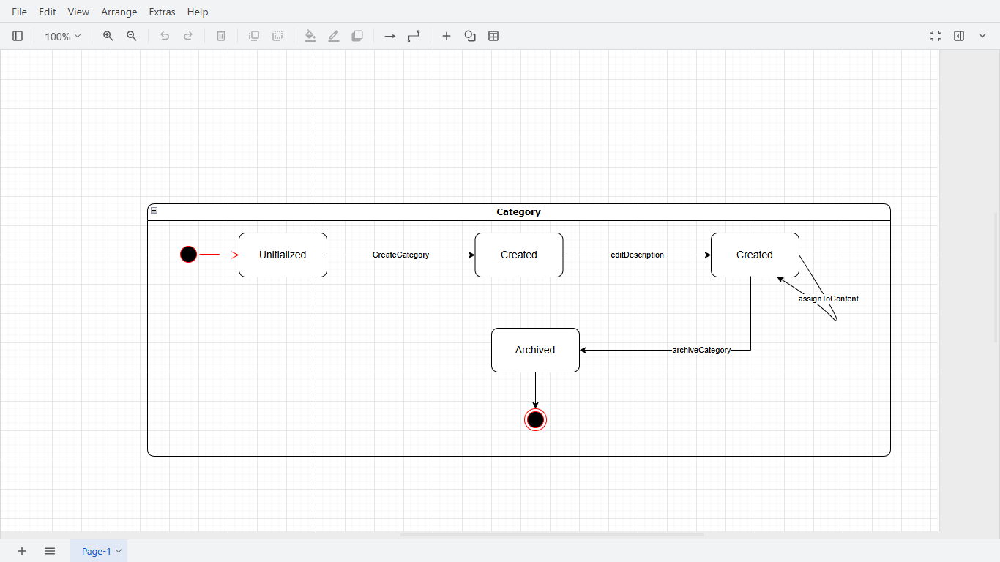 File Edit View Arrange Extras Help
100%
Category
Unitialized CreateCategory Created editDescription Created
assignToContent
Archived archiveCategory
Page-1